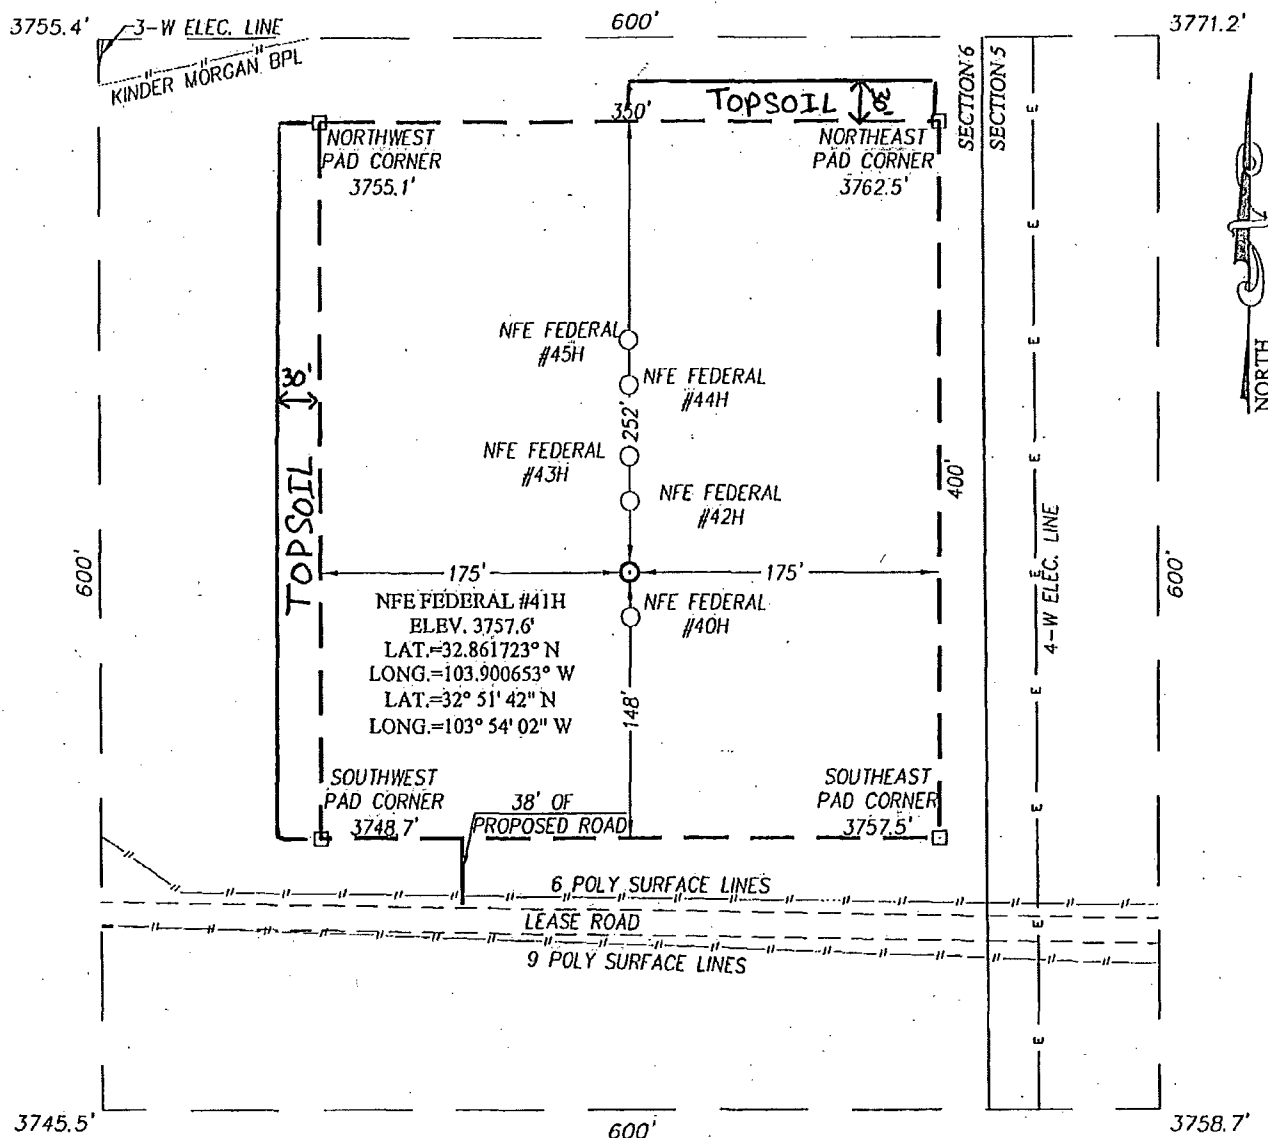 3755.4'
3-W ELEC. LINE
600'
3771.2'
KINDER MORGAN BPL
TOPSOIL
350'
SECTION 6
SECTION 5
NORTHWEST
PAD CORNER
3755.1'
NORTHEAST
PAD CORNER
3762.5'
NORTH
NFE FEDERAL
#45H
NFE FEDERAL
#44H
30'
252'
NFE FEDERAL
#43H
NFE FEDERAL
#42H
400'
TOPSOIL
4-W ELEC. LINE
600'
600'
175'
175'
NFE FEDERAL #41H
ELEV. 3757.6'
LAT.=32.861723° N
LONG.=103.900653° W
LAT.=32° 51' 42" N
LONG.=103° 54' 02" W
NFE FEDERAL
#40H
148'
SOUTHWEST
PAD CORNER
3748.7'
38' OF
PROPOSED ROAD
SOUTHEAST
PAD CORNER
3757.5'
6 POLY SURFACE LINES
LEASE ROAD
9 POLY SURFACE LINES
3745.5'
600'
3758.7'